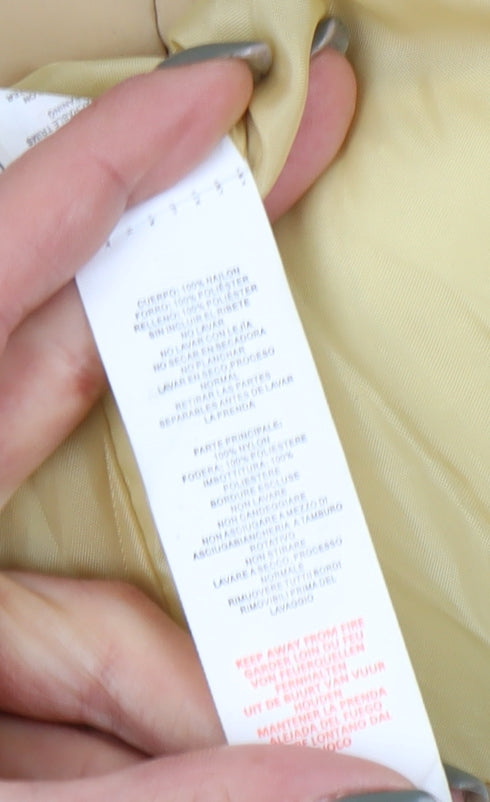 CUERPO: 100% NAILON
FORRO: 100% POLIÉSTER
RELLENO: 100% POLIÉSTER
SIN INCLUIR EL RIBETE
NO LAVAR
NO LAVAR CON LEJÍA
NO SECAR EN SECADORA
NO PLANCHAR
LAVAR EN SECO, PROCESO
NORMAL
RETIRAR LAS PARTES
SEPARABLES ANTES DE LAVAR
LA PRENDA
PARTE PRINCIPALE:
100% NYLON
FODERA: 100% POLIESTERE
IMBOTTITURA: 100%
POLIESTERE
BORDURE ESCLUSE
NON LAVARE
NON CANDEGGIARE
NON ASCIUGARE A MEZZO DI
ASCIUGABIANCHERIA A TAMBURO
ROTATIVO
NON STIRARE
LAVARE A SECCO, PROCESSO
NORMALE
RIMUOVERE TUTTI I BORDI
RIMOVIBILI PRIMA DEL
LAVAGGIO
KEEP AWAY FROM FIRE
GARDER LOIN DU FEU
VON FEUERQUELLEN
FERNHALTEN
UIT DE BUURT VAN VUUR
HOUDEN
MANTENER LA PRENDA
ALEJADA DEL FUEGO
LONTANO DAL